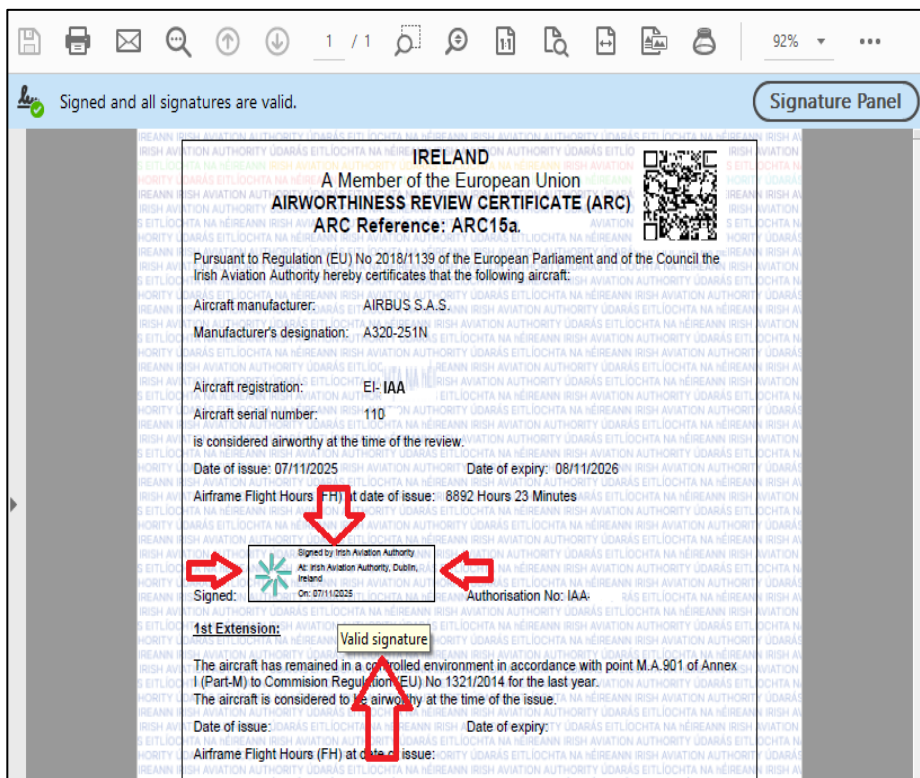 1 / 1
92%
Signed and all signatures are valid.
Signature Panel
IRELAND
A Member of the European Union
AIRWORTHINESS REVIEW CERTIFICATE (ARC)
ARC Reference: ARC15a.
Pursuant to Regulation (EU) No 2018/1139 of the European Parliament and of the Council the
Irish Aviation Authority hereby certificates that the following aircraft:
Aircraft manufacturer: AIRBUS S.A.S.
Manufacturer's designation: A320-251N
Aircraft registration: EI- IAA
Aircraft serial number: 110
is considered airworthy at the time of the review.
Date of issue: 07/11/2025 Date of expiry: 08/11/2026
Airframe Flight Hours (FH) at date of issue: 8892 Hours 23 Minutes
Signed by Irish Aviation Authority
At: Irish Aviation Authority, Dublin,
Ireland
On: 07/11/2025
Signed: Authorisation No: IAA-
1st Extension:
Valid signature
The aircraft has remained in a controlled environment in accordance with point M.A.901 of Annex
I (Part-M) to Commision Regulation (EU) No 1321/2014 for the last year.
The aircraft is considered to be airworthy at the time of the issue.
Date of issue: Date of expiry:
Airframe Flight Hours (FH) at date of issue: